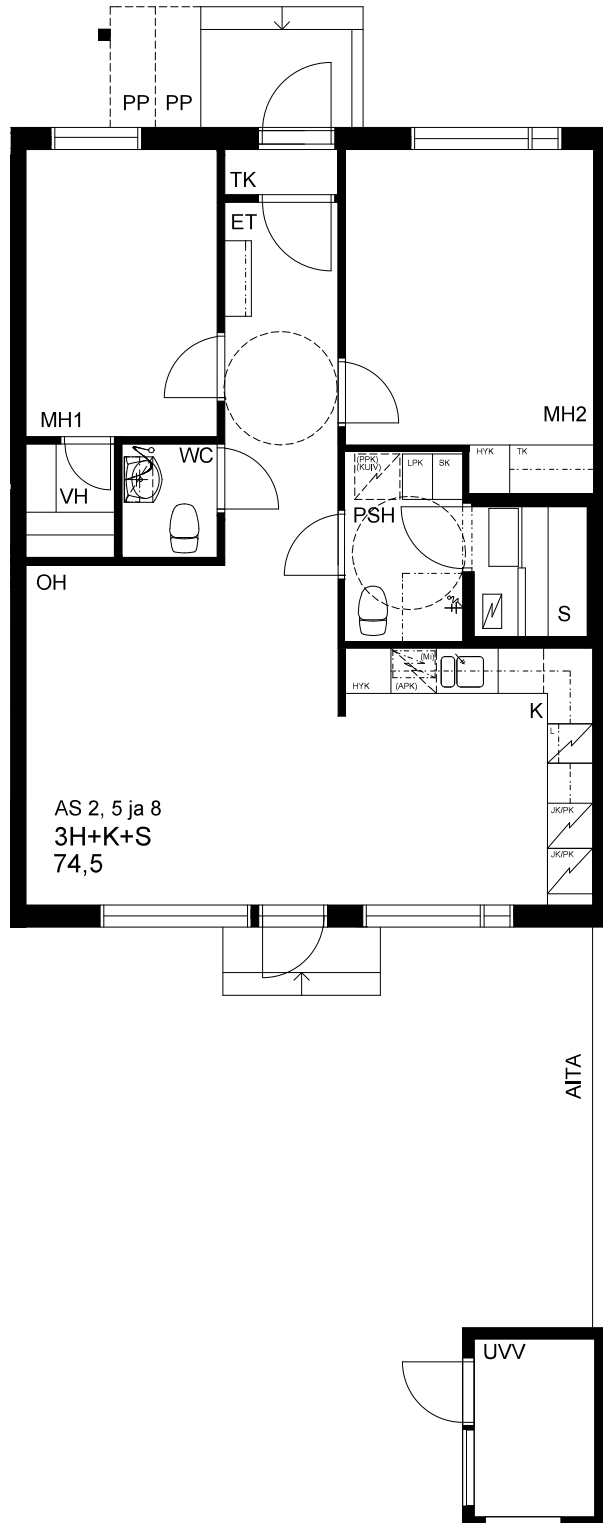 PP PP
TK
ET
MH1
MH2
WC
VH
HYK TK
(PPK) LPK SK
(KUIV)
PSH
OH
S
(Mi)
HYK (APK)
K
L
AS 2, 5 ja 8
3H+K+S
74,5
JK/PK
JK/PK
AITA
UVV